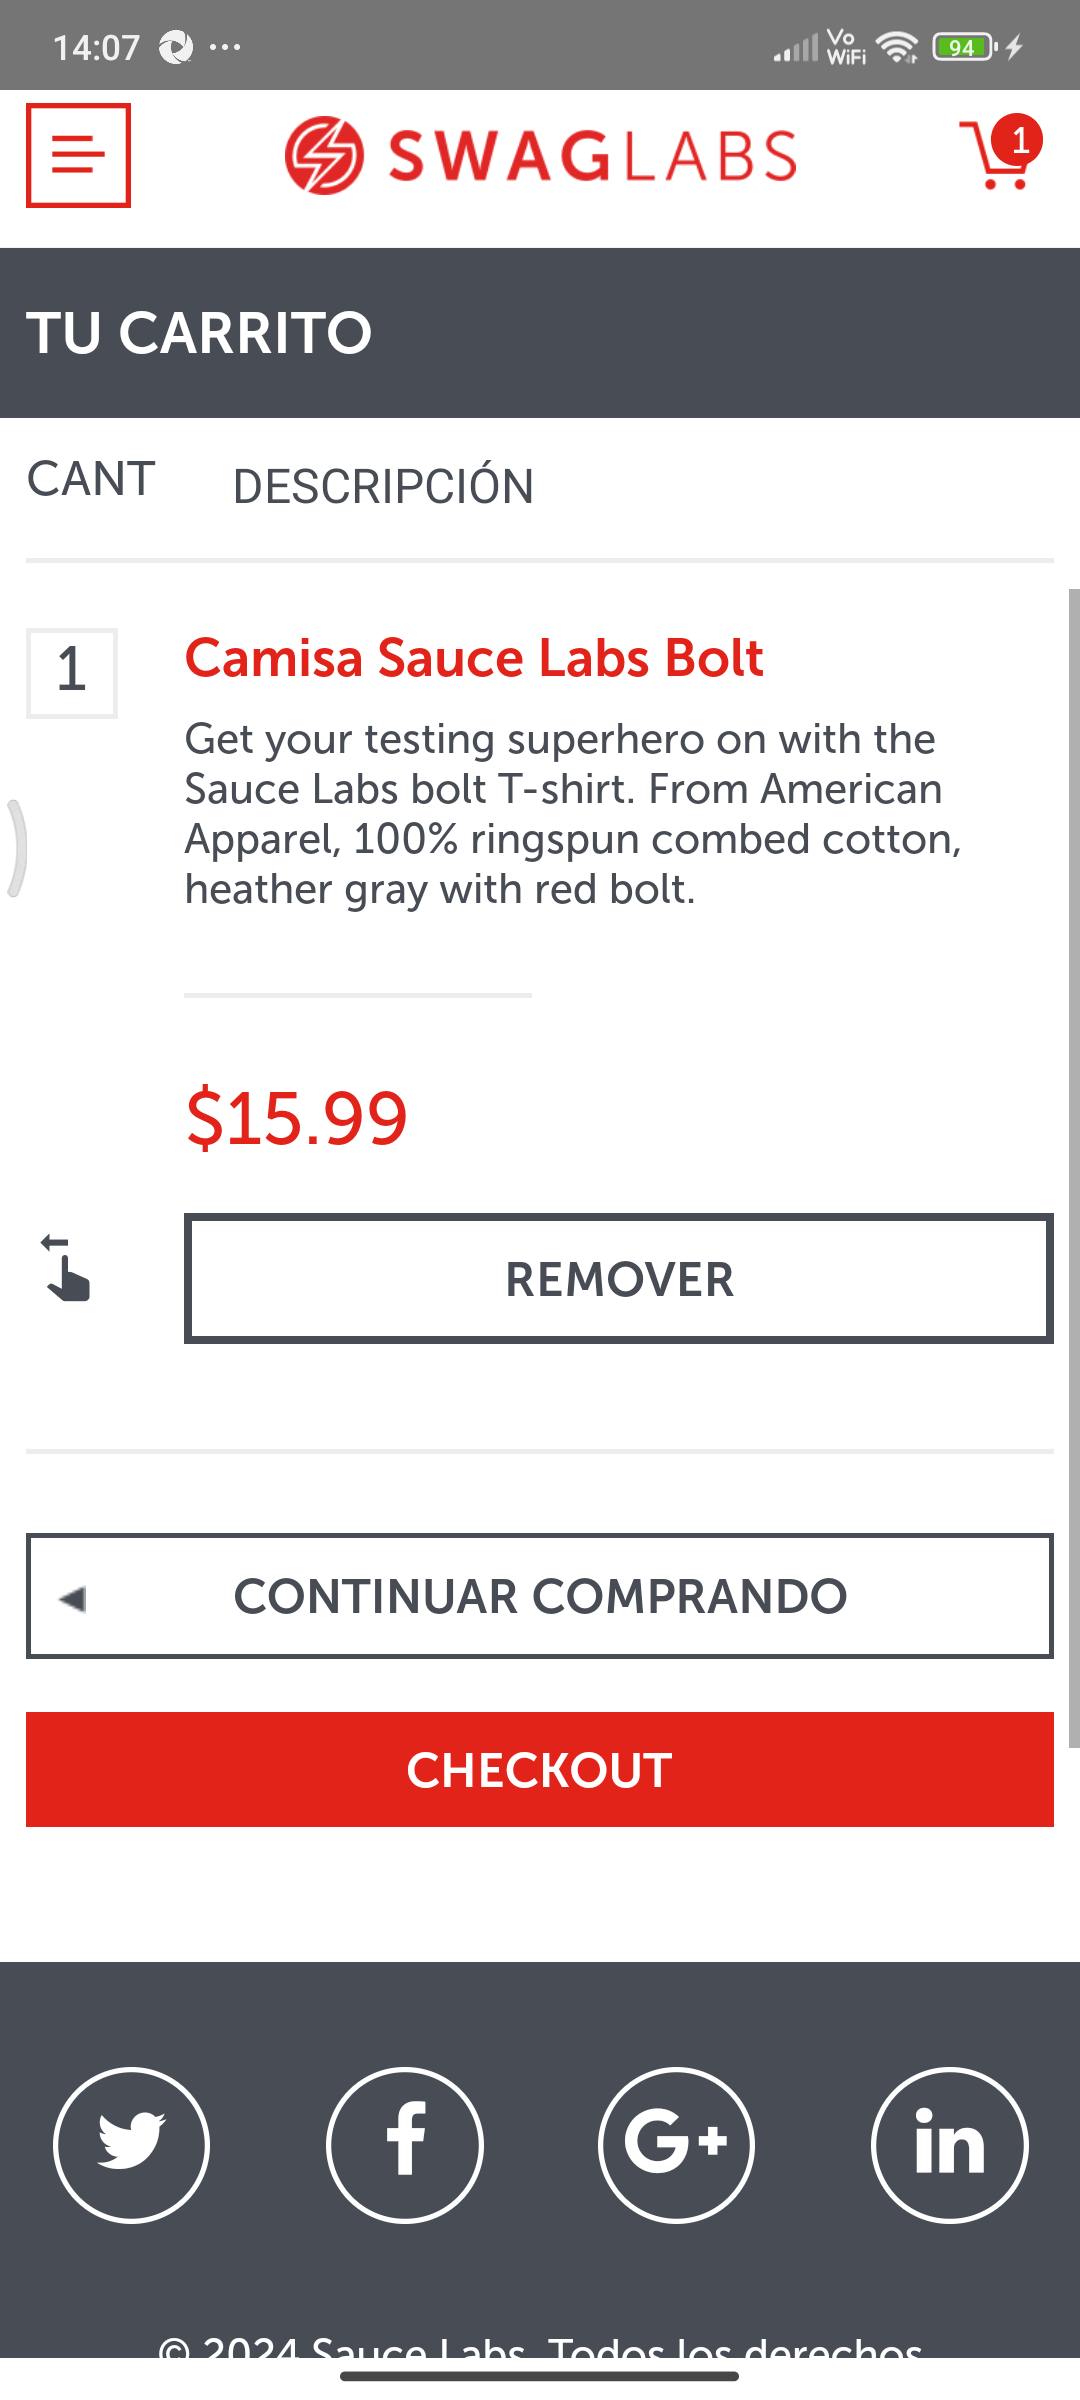 14:07
Vo
WiFi
94
SWAGLABS
1
TU CARRITO
CANT
DESCRIPCIÓN
1
Camisa Sauce Labs Bolt
Get your testing superhero on with the
Sauce Labs bolt T-shirt. From American
Apparel, 100% ringspun combed cotton,
heather gray with red bolt.
$15.99
REMOVER
CONTINUAR COMPRANDO
CHECKOUT
f
G+
in
© 2024 Sauce Labs. Todos los derechos